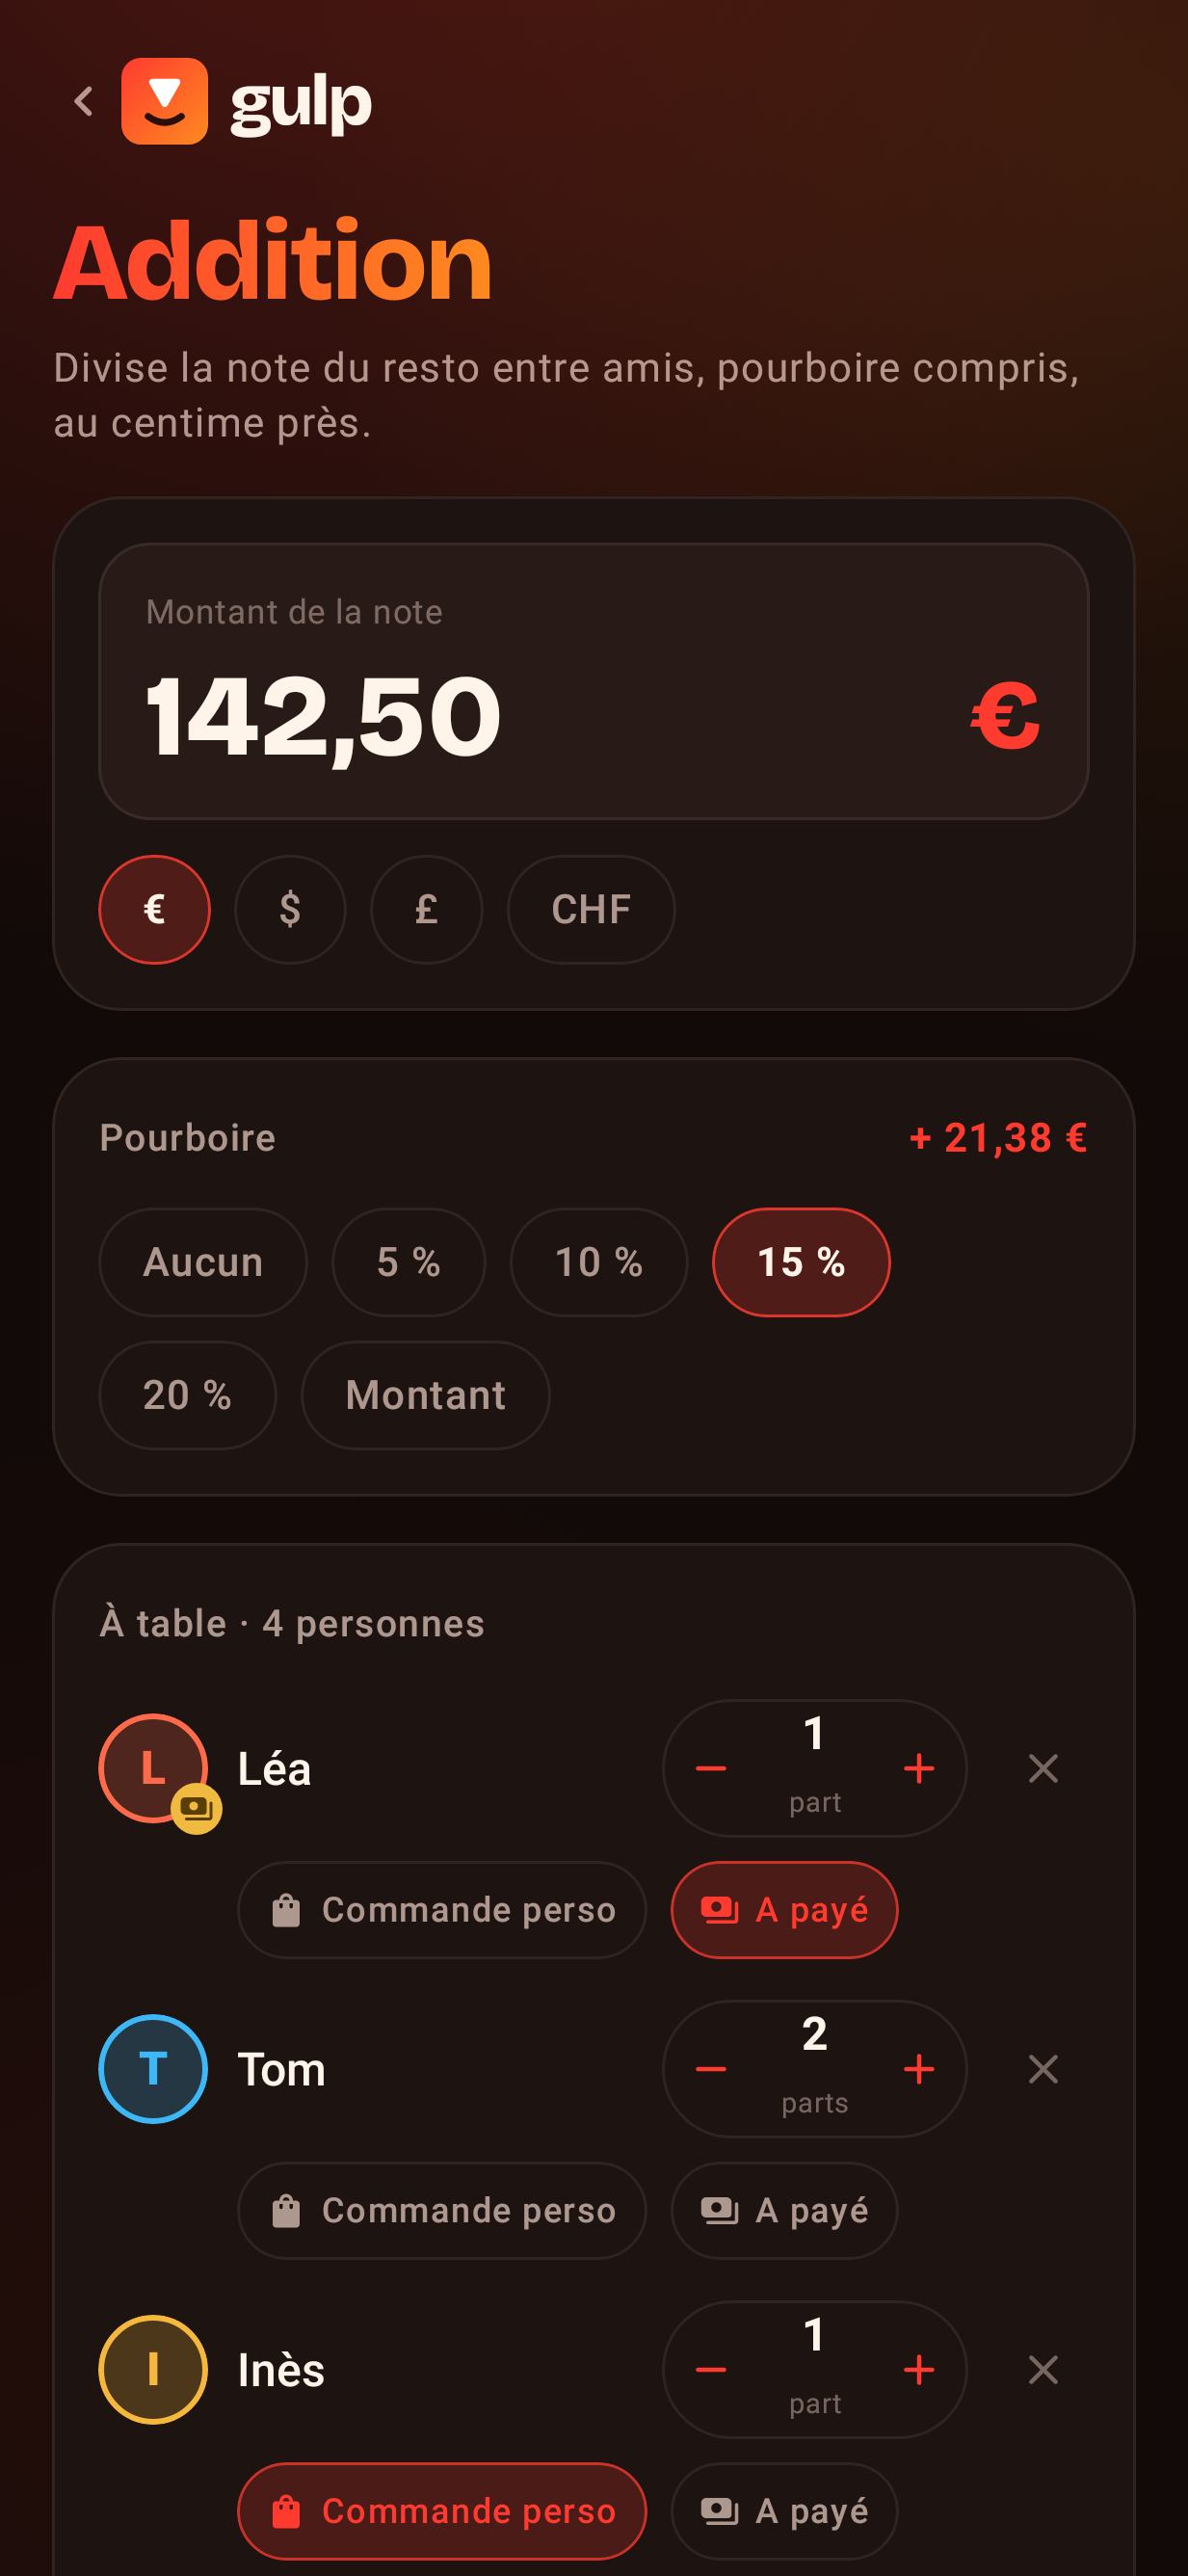 gulp
Addition
Divise la note du resto entre amis, pourboire compris,
au centime près.
Montant de la note
142,50 €
€ $ £ CHF
Pourboire + 21,38 €
Aucun 5 % 10 % 15 %
20 % Montant
À table · 4 personnes
L Léa 1 part
Commande perso A payé
T Tom 2 parts
Commande perso A payé
I Inès 1 part
Commande perso A payé